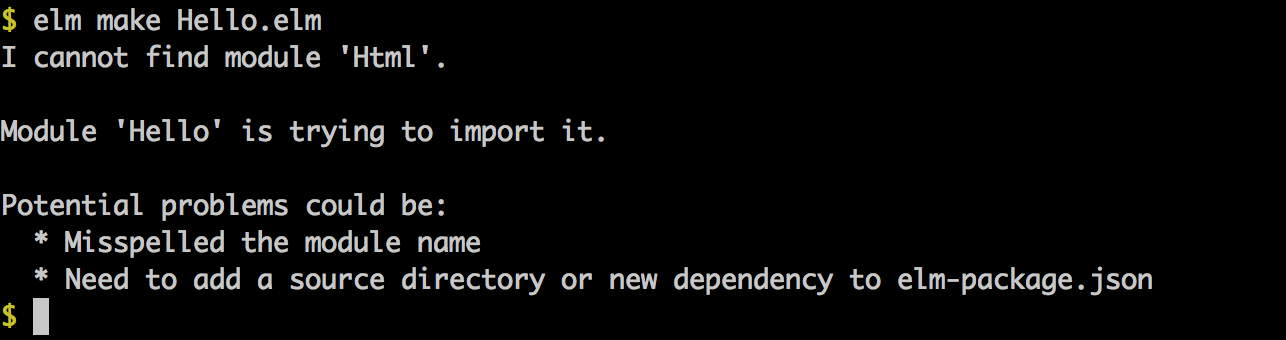 $ elm make Hello.elm
I cannot find module 'Html'.
Module 'Hello' is trying to import it.
Potential problems could be:
* Misspelled the module name
* Need to add a source directory or new dependency to elm-package.json
$